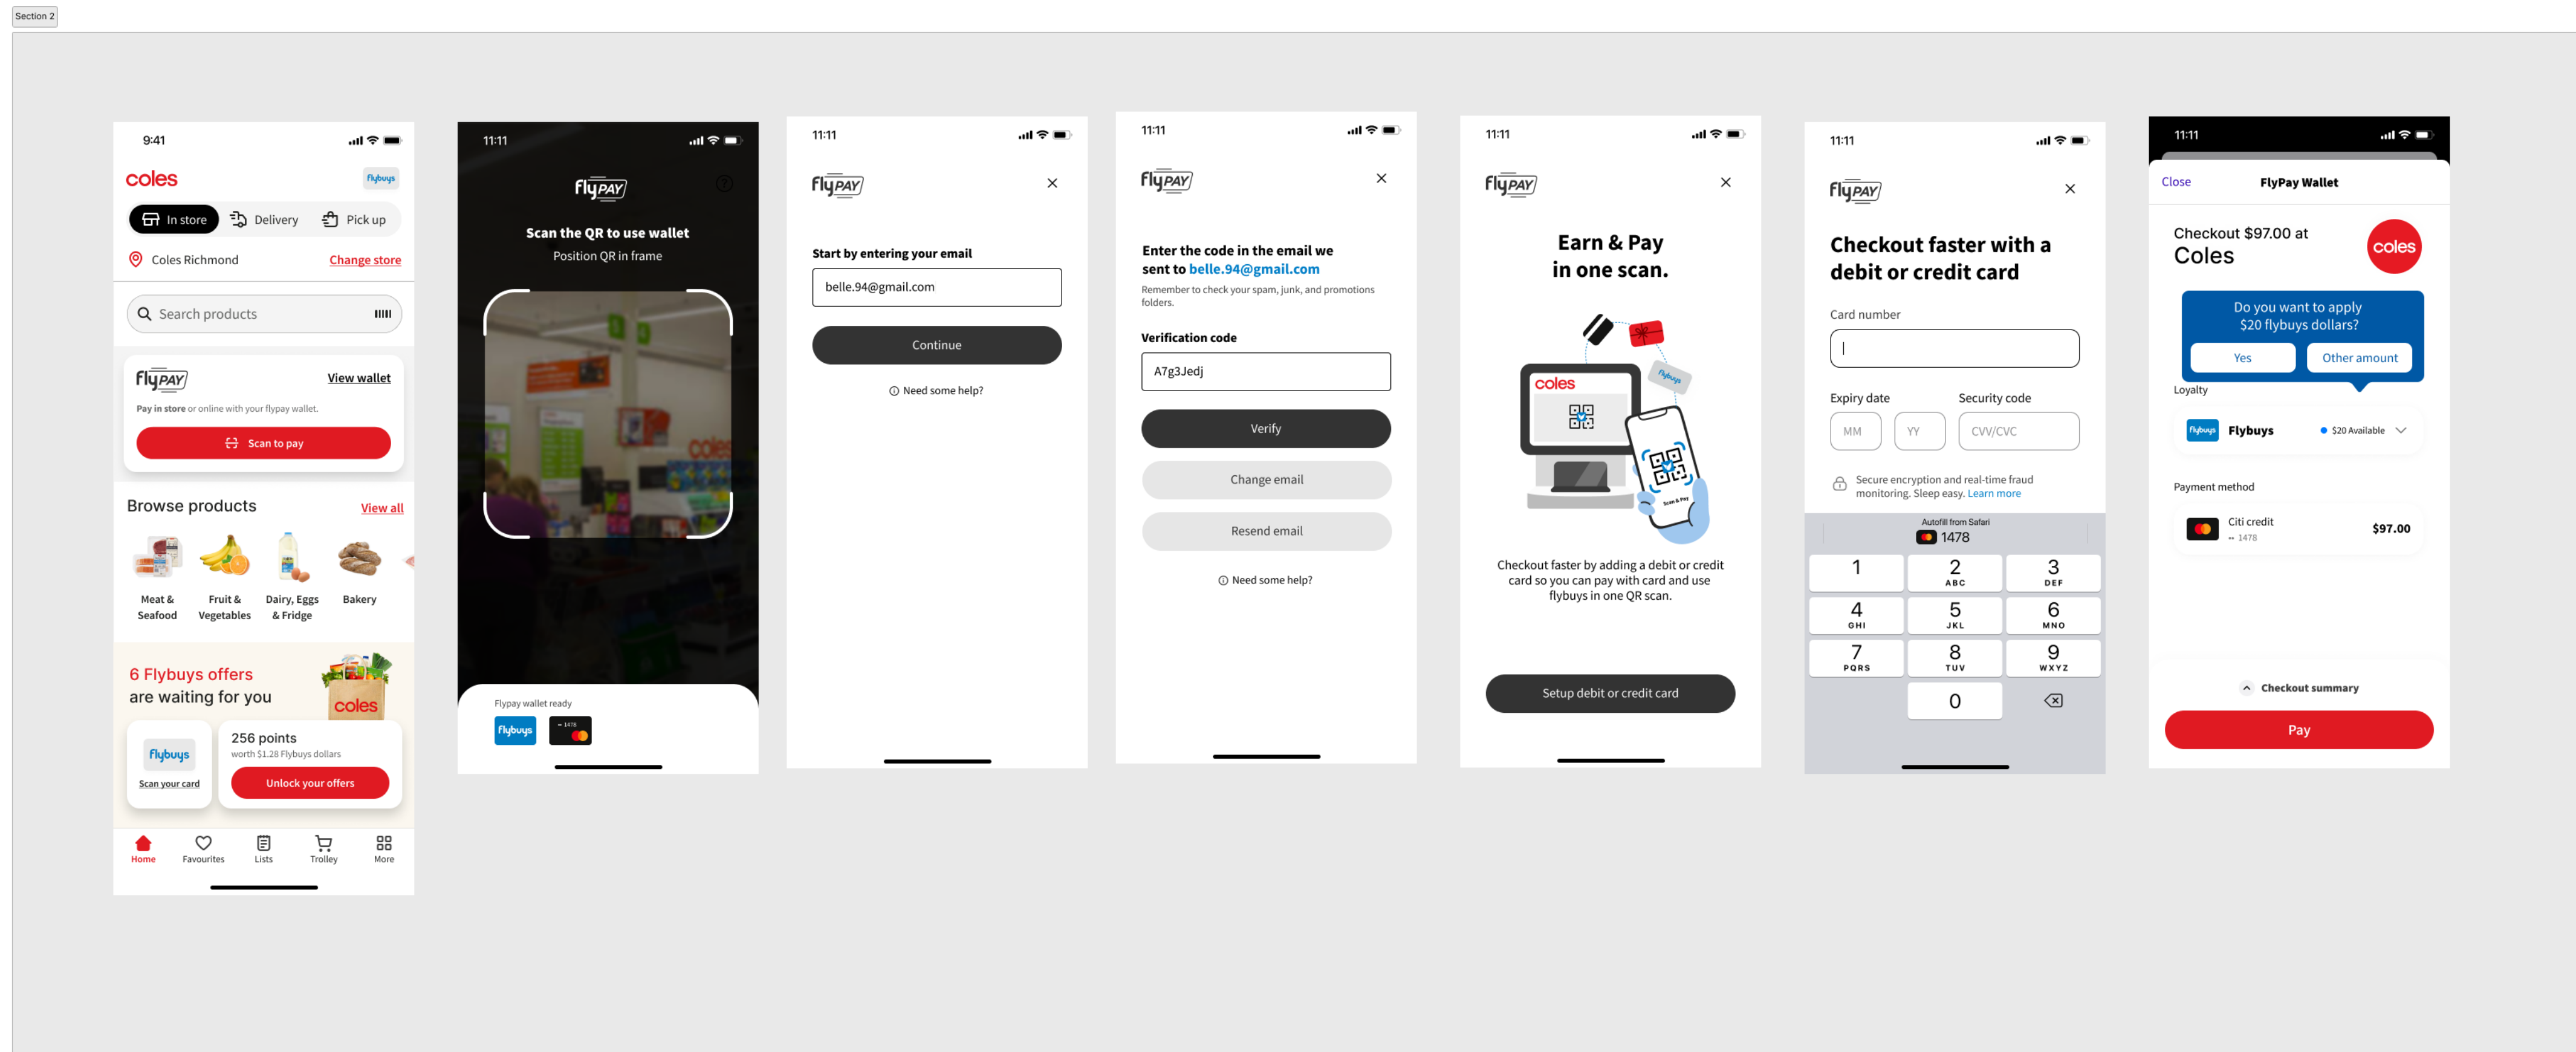 Section 2
9:41
coles
flybuys
In store
Delivery
Pick up
Coles Richmond
Change store
Search products
flyPAY
View wallet
Pay in store or online with your flypay wallet.
Scan to pay
Browse products
View all
Meat &
Seafood
Fruit &
Vegetables
Dairy, Eggs
& Fridge
Bakery
6 Flybuys offers
are waiting for you
coles
flybuys
Scan your card
256 points
worth $1.28 Flybuys dollars
Unlock your offers
Home
Favourites
Lists
Trolley
More
11:11
flyPAY
?
Scan the QR to use wallet
Position QR in frame
coles
Flypay wallet ready
flybuys
•• 1478
11:11
flyPAY
Start by entering your email
belle.94@gmail.com
Continue
Need some help?
11:11
flyPAY
Enter the code in the email we
sent to belle.94@gmail.com
Remember to check your spam, junk, and promotions
folders.
Verification code
A7g3Jedj
Verify
Change email
Resend email
Need some help?
11:11
flyPAY
Earn & Pay
in one scan.
coles
flybuys
Scan & Pay
Checkout faster by adding a debit or credit
card so you can pay with card and use
flybuys in one QR scan.
Setup debit or credit card
11:11
flyPAY
Checkout faster with a
debit or credit card
Card number
Expiry date
Security code
MM
YY
CVV/CVC
Secure encryption and real-time fraud
monitoring. Sleep easy. Learn more
Autofill from Safari
1478
1
2
ABC
3
DEF
4
GHI
5
JKL
6
MNO
7
PQRS
8
TUV
9
WXYZ
0
11:11
Close
FlyPay Wallet
Checkout $97.00 at
Coles
coles
Do you want to apply
$20 flybuys dollars?
Yes
Other amount
Loyalty
flybuys
Flybuys
$20 Available
Payment method
Citi credit
•• 1478
$97.00
Checkout summary
Pay